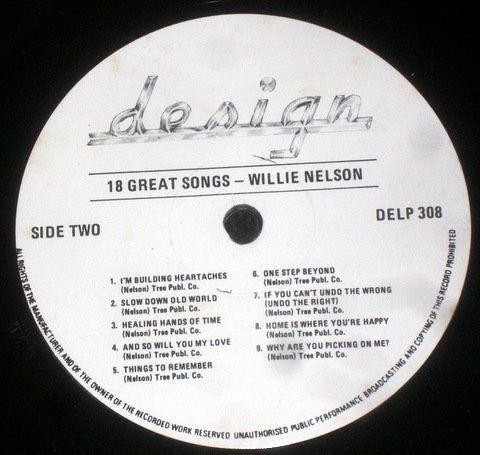 design
18 GREAT SONGS – WILLIE NELSON
SIDE TWO
DELP 308
1. I'M BUILDING HEARTACHES
(Nelson) Tree Publ. Co.
2. SLOW DOWN OLD WORLD
(Nelson) Tree Publ. Co.
3. HEALING HANDS OF TIME
(Nelson) Tree Publ. Co.
4. AND SO WILL YOU MY LOVE
(Nelson) Tree Publ. Co.
5. THINGS TO REMEMBER
(Nelson) Tree Publ. Co.
6. ONE STEP BEYOND
(Nelson) Tree Publ. Co.
7. IF YOU CAN'T UNDO THE WRONG
(UNDO THE RIGHT)
(Nelson) Tree Publ. Co.
8. HOME IS WHERE YOU'RE HAPPY
(Nelson) Tree Publ. Co.
9. WHY ARE YOU PICKING ON ME?
(Nelson) Tree Publ. Co.
ALL RIGHTS OF THE MANUFACTURER AND OF THE OWNER OF THE RECORDED WORK RESERVED UNAUTHORISED PUBLIC PERFORMANCE BROADCASTING AND COPYING OF THIS RECORD PROHIBITED